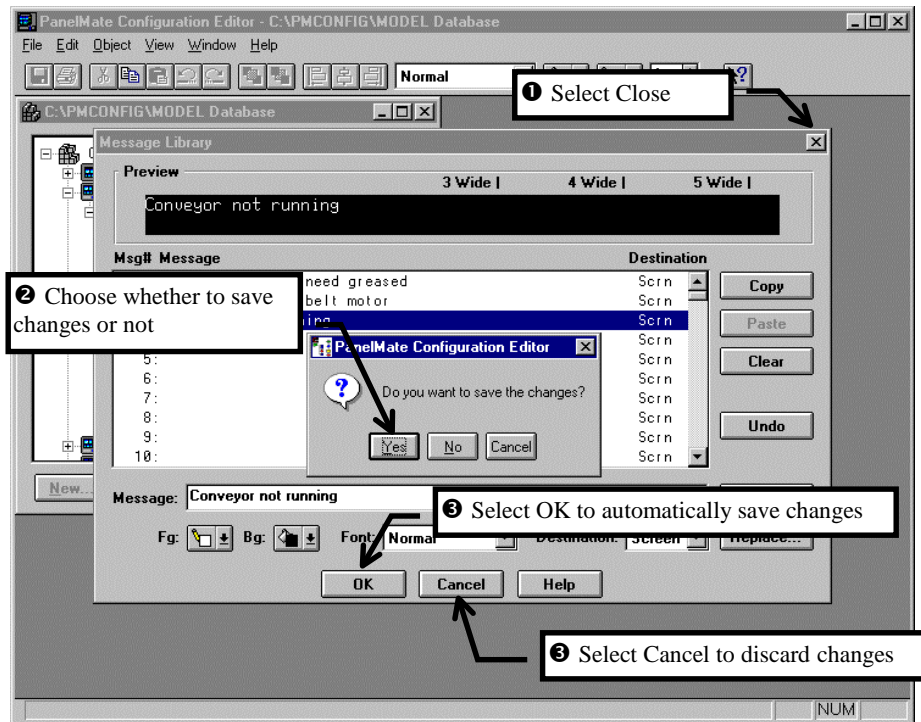 PanelMate Configuration Editor - C:\PMCONFIG\MODEL Database
File Edit Object View Window Help
Normal
❶ Select Close
C:\PMCONFIG\MODEL Database
Message Library
Preview
3 Wide | 4 Wide | 5 Wide |
Conveyor not running
Msg# Message Destination
need greased Scrn
belt motor Scrn
Scrn
Scrn
5: Scrn
6: Scrn
7: Scrn
8: Scrn
9: Scrn
10: Scrn
Copy
Paste
Clear
Undo
❷ Choose whether to save
changes or not
PanelMate Configuration Editor
Do you want to save the changes?
Yes No Cancel
New...
Message: Conveyor not running
❸ Select OK to automatically save changes
Fg: Bg: Font: Normal Destination: Screen Replace...
OK Cancel Help
❸ Select Cancel to discard changes
NUM